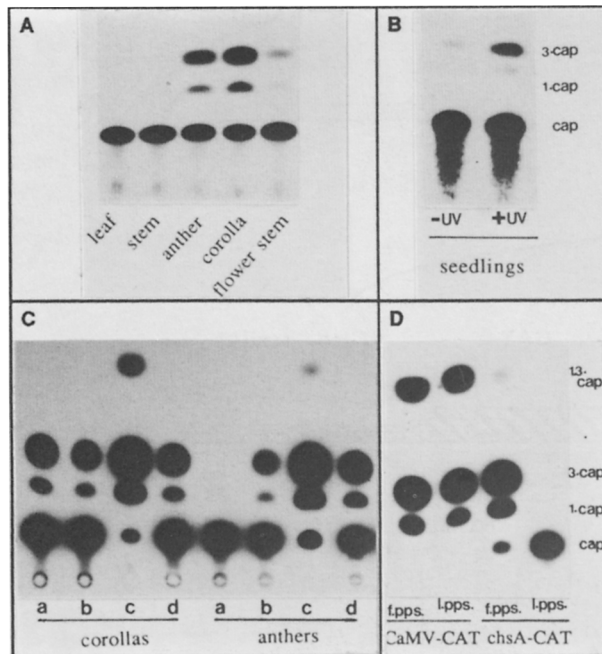 A
leaf
stem
anther
corolla
flower stem
B
3-cap
1-cap
cap
-UV
+UV
seedlings
C
a b c d a b c d
corollas anthers
D
1,3-
cap
3-cap
1-cap
cap
f.pps. l.pps. f.pps. l.pps.
CaMV-CAT chsA-CAT